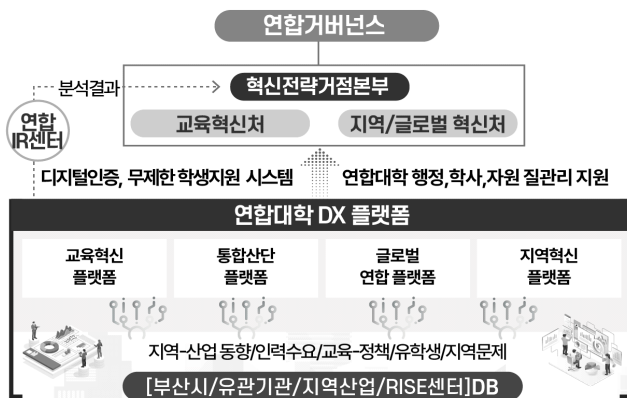 연합거버넌스
분석결과
혁신전략거점본부
연합
IR센터
교육혁신처
지역/글로벌 혁신처
디지털인증, 무제한 학생지원 시스템
연합대학 행정,학사,자원 질관리 지원
연합대학 DX 플랫폼
교육혁신
플랫폼
통합산단
플랫폼
글로벌
연합 플랫폼
지역혁신
플랫폼
지역-산업 동향/인력수요/교육-정책/유학생/지역문제
[부산시/유관기관/지역산업/RISE센터]DB